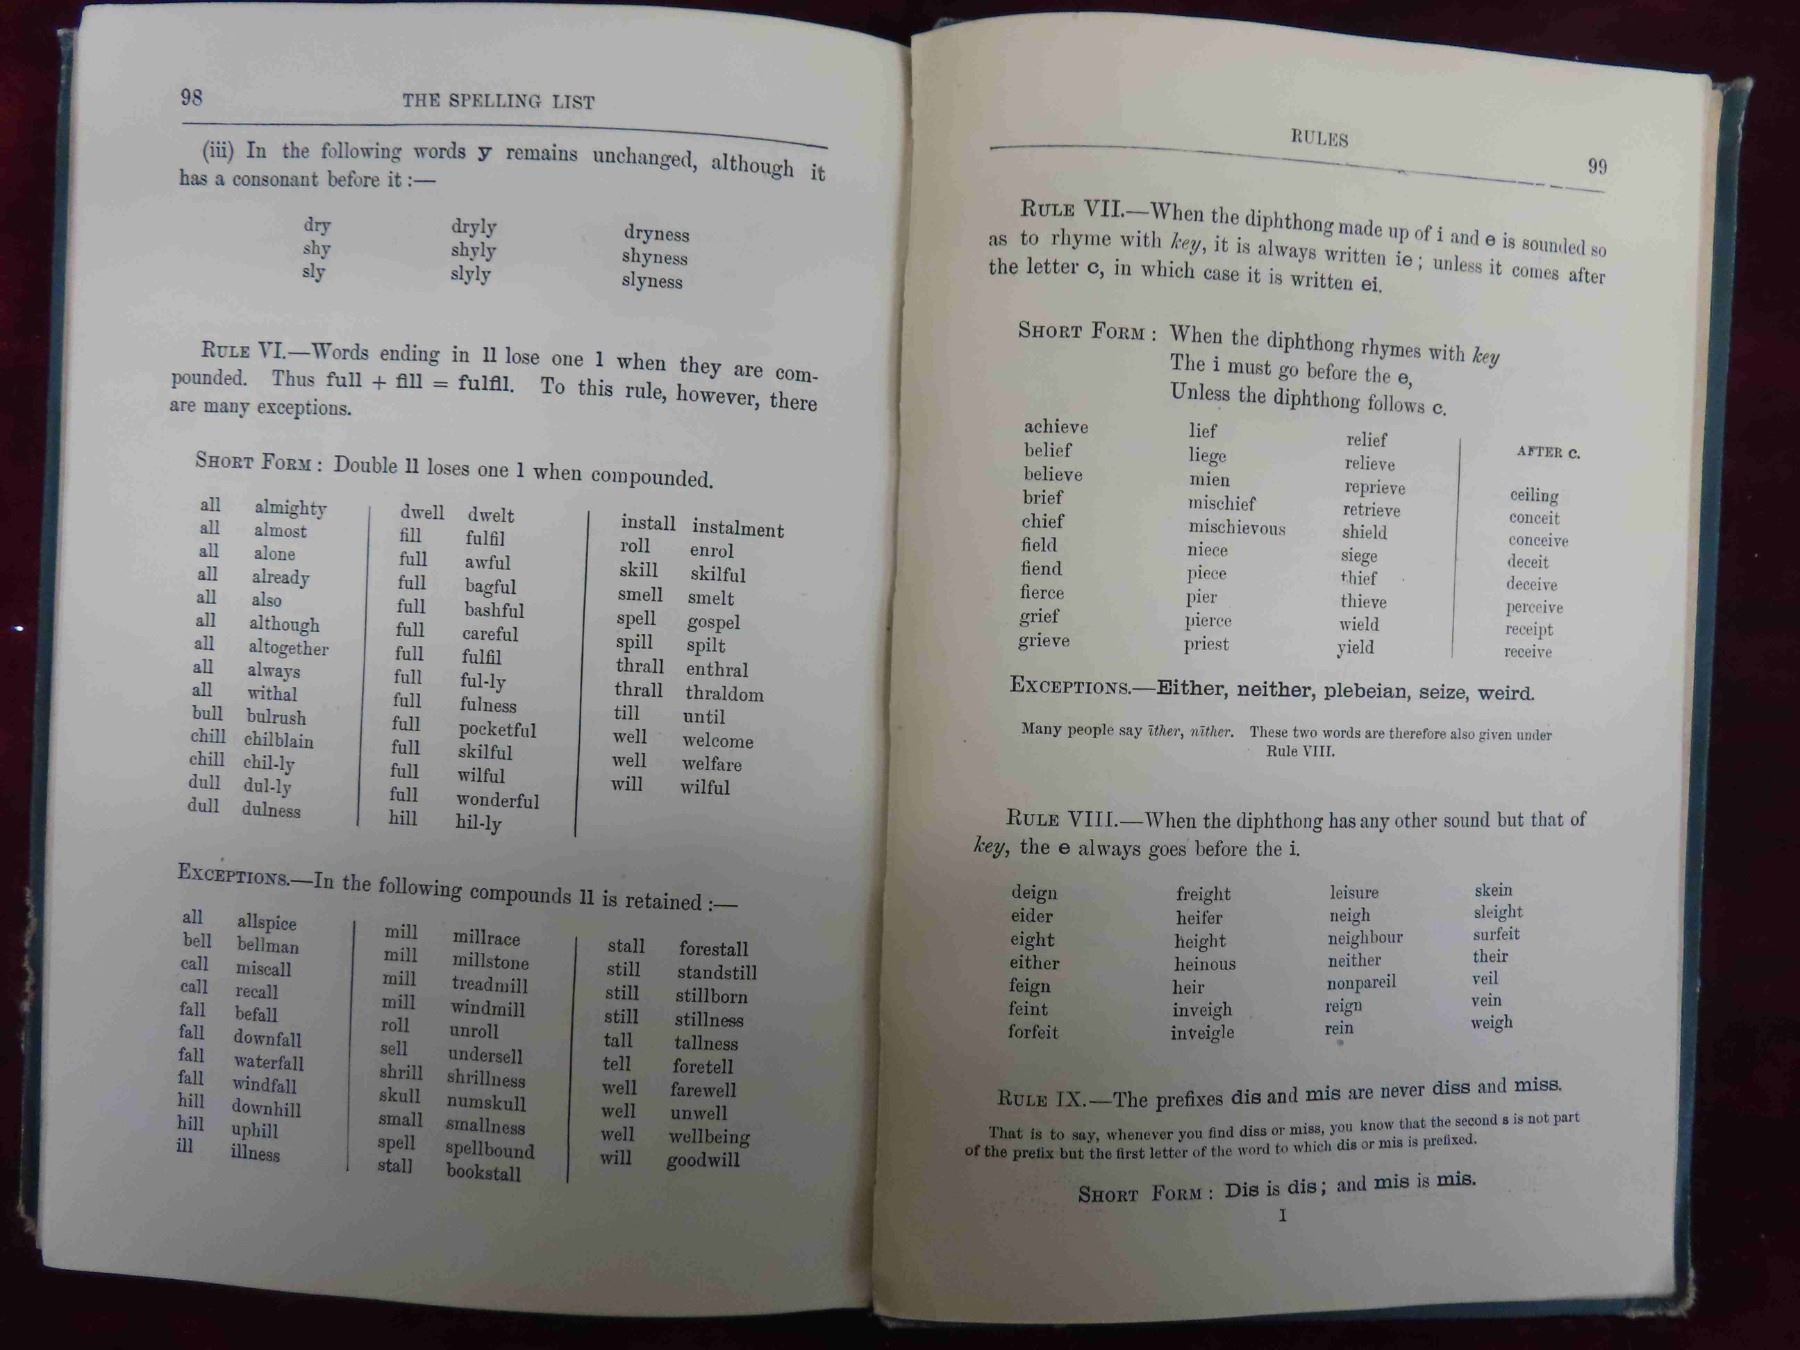 98 THE SPELLING LIST
(iii) In the following words y remains unchanged, although it
has a consonant before it :—
dry dryly dryness
shy shyly shyness
sly slyly slyness
RULE VI.—Words ending in ll lose one l when they are com-
pounded. Thus full + fill = fulfil. To this rule, however, there
are many exceptions.
SHORT FORM : Double ll loses one l when compounded.
all almighty
all almost
all alone
all already
all also
all although
all altogether
all always
all withal
bull bulrush
chill chilblain
chill chil-ly
dull dul-ly
dull dulness
dwell dwelt
fill fulfil
full awful
full bagful
full bashful
full careful
full fulfil
full ful-ly
full fulness
full pocketful
full skilful
full wilful
full wonderful
hill hil-ly
install instalment
roll enrol
skill skilful
smell smelt
spell gospel
spill spilt
thrall enthral
thrall thraldom
till until
well welcome
well welfare
will wilful
EXCEPTIONS.—In the following compounds ll is retained :—
all allspice
bell bellman
call miscall
call recall
fall befall
fall downfall
fall waterfall
fall windfall
hill downhill
hill uphill
ill illness
mill millrace
mill millstone
mill treadmill
mill windmill
roll unroll
sell undersell
shrill shrillness
skull numskull
small smallness
spell spellbound
stall bookstall
stall forestall
still standstill
still stillborn
still stillness
tall tallness
tell foretell
well farewell
well unwell
well wellbeing
will goodwill
RULES 99
RULE VII.—When the diphthong made up of i and e is sounded so
as to rhyme with key, it is always written ie ; unless it comes after
the letter c, in which case it is written ei.
SHORT FORM : When the diphthong rhymes with key
The i must go before the e,
Unless the diphthong follows c.
achieve
belief
believe
brief
chief
field
fiend
fierce
grief
grieve
lief
liege
mien
mischief
mischievous
niece
piece
pier
pierce
priest
relief
relieve
reprieve
retrieve
shield
siege
thief
thieve
wield
yield
AFTER C.
ceiling
conceit
conceive
deceit
deceive
perceive
receipt
receive
EXCEPTIONS.—Either, neither, plebeian, seize, weird.
Many people say īther, nīther. These two words are therefore also given under
Rule VIII.
RULE VIII.—When the diphthong has any other sound but that of
key, the e always goes before the i.
deign
eider
eight
either
feign
feint
forfeit
freight
heifer
height
heinous
heir
inveigh
inveigle
leisure
neigh
neighbour
neither
nonpareil
reign
rein
skein
sleight
surfeit
their
veil
vein
weigh
RULE IX.—The prefixes dis and mis are never diss and miss.
That is to say, whenever you find diss or miss, you know that the second s is not part
of the prefix but the first letter of the word to which dis or mis is prefixed.
SHORT FORM : Dis is dis ; and mis is mis.
I